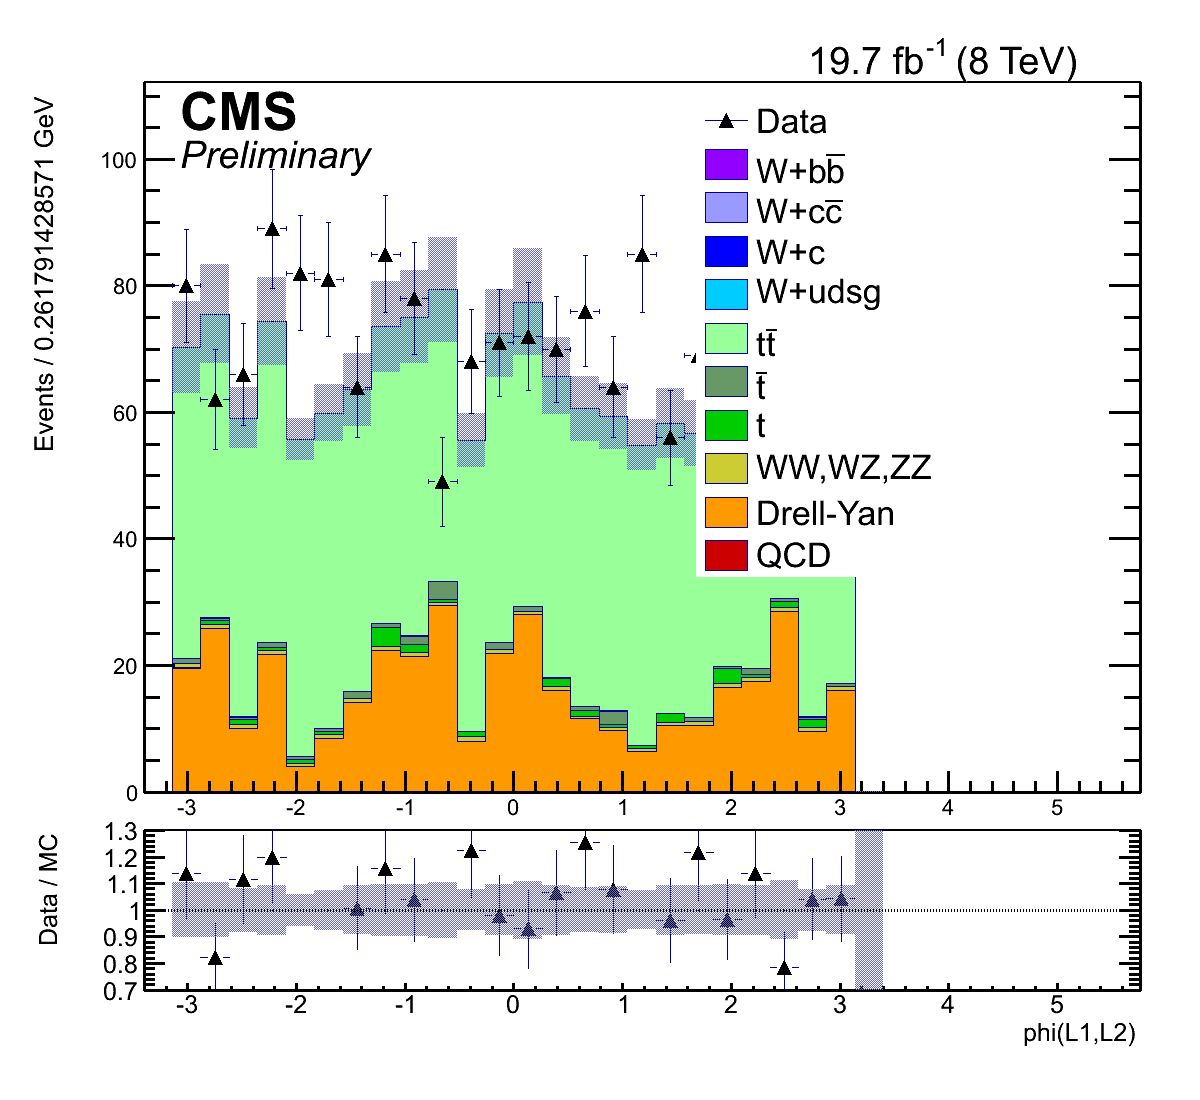 19.7 fb⁻¹ (8 TeV)
CMS
Preliminary
Events / 0.261791428571 GeV
100
80
60
40
20
0
Data
W+bb̅
W+cc̅
W+c
W+udsg
tt̅
t̅
t
WW,WZ,ZZ
Drell-Yan
QCD
-3 -2 -1 0 1 2 3 4 5
Data / MC
1.3
1.2
1.1
1
0.9
0.8
0.7
-3 -2 -1 0 1 2 3 4 5
phi(L1,L2)